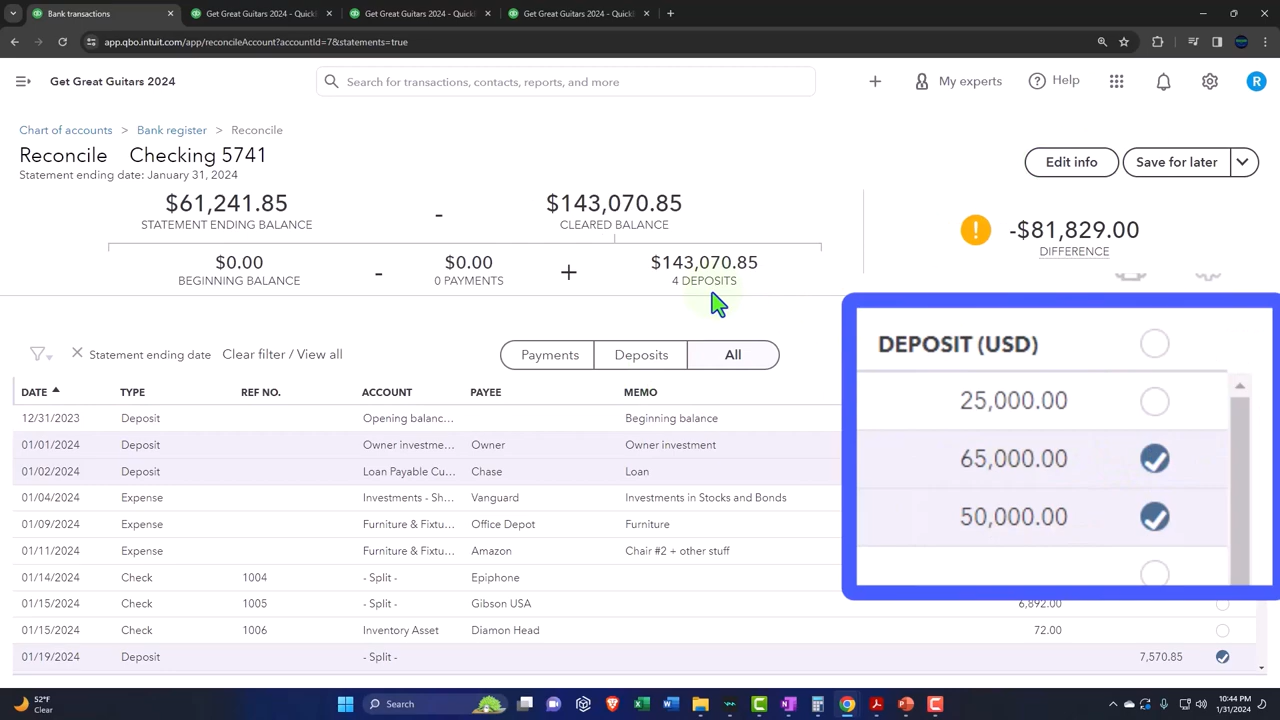 Bank transactions
Get Great Guitars 2024 - Quick
Get Great Guitars 2024 - Quick
Get Great Guitars 2024 - Quick
app.qbo.intuit.com/app/reconcileAccount?accountId=7&statements=true
Get Great Guitars 2024
Search for transactions, contacts, reports, and more
My experts
Help
R
Chart of accounts > Bank register > Reconcile
Reconcile Checking 5741
Statement ending date: January 31, 2024
Edit info
Save for later
$61,241.85 - $143,070.85
STATEMENT ENDING BALANCE CLEARED BALANCE
-$81,829.00
DIFFERENCE
$0.00 - $0.00 + $143,070.85
BEGINNING BALANCE 0 PAYMENTS 4 DEPOSITS
Statement ending date Clear filter / View all
Payments Deposits All
DEPOSIT (USD)
25,000.00
65,000.00
50,000.00
DATE TYPE REF NO. ACCOUNT PAYEE MEMO
12/31/2023 Deposit Opening balanc... Beginning balance
01/01/2024 Deposit Owner investme... Owner Owner investment
01/02/2024 Deposit Loan Payable Cu... Chase Loan
01/04/2024 Expense Investments - Sh... Vanguard Investments in Stocks and Bonds
01/09/2024 Expense Furniture & Fixtu... Office Depot Furniture
01/11/2024 Expense Furniture & Fixtu... Amazon Chair #2 + other stuff
01/14/2024 Check 1004 - Split - Epiphone
01/15/2024 Check 1005 - Split - Gibson USA 6,892.00
01/15/2024 Check 1006 Inventory Asset Diamon Head 72.00
01/19/2024 Deposit - Split - 7,570.85
52°F
Clear
Search
10:44 PM
1/31/2024